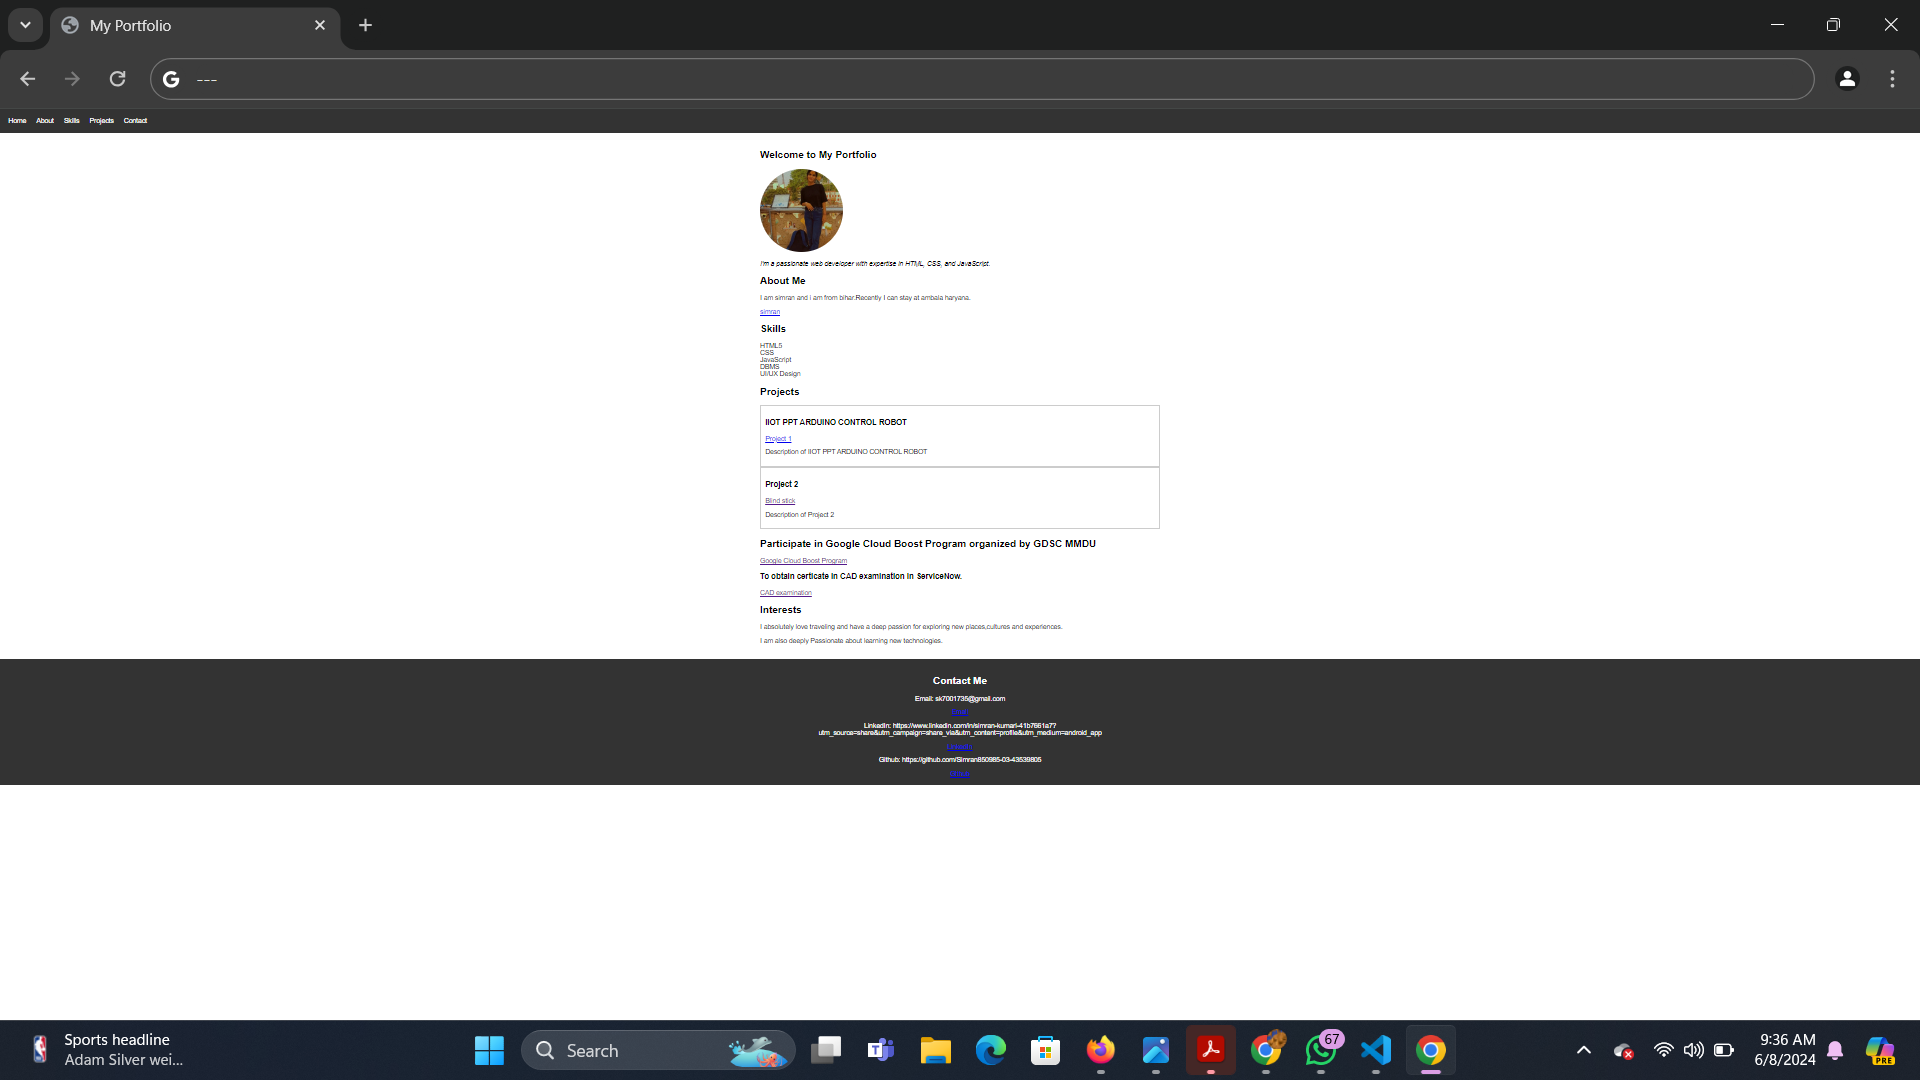 My Portfolio
---
Home About Skills Projects Contact
Welcome to My Portfolio
I'm a passionate web developer with expertise in HTML, CSS, and JavaScript.
About Me
I am simran and i am from bihar.Recently I can stay at ambala haryana.
simran
Skills
HTML5
CSS
JavaScript
DBMS
UI/UX Design
Projects
IIOT PPT ARDUINO CONTROL ROBOT
Project 1
Description of IIOT PPT ARDUINO CONTROL ROBOT
Project 2
Blind stick
Description of Project 2
Participate in Google Cloud Boost Program organized by GDSC MMDU
Google Cloud Boost Program
To obtain certicate in CAD examination in ServiceNow.
CAD examination
Interests
I absolutely love traveling and have a deep passion for exploring new places,cultures and experiences.
I am also deeply Passionate about learning new technologies.
Contact Me
Email: sk7001735@gmail.com
LinkedIn: https://www.linkedin.com/in/simran-kumari-41b7661a7?
utm_source=share&utm_campaign=share_via&utm_content=profile&utm_medium=android_app
Github: https://github.com/Simran850985-03-43539805
Sports headline
Adam Silver wei...
Search
67
9:36 AM
6/8/2024
PRE